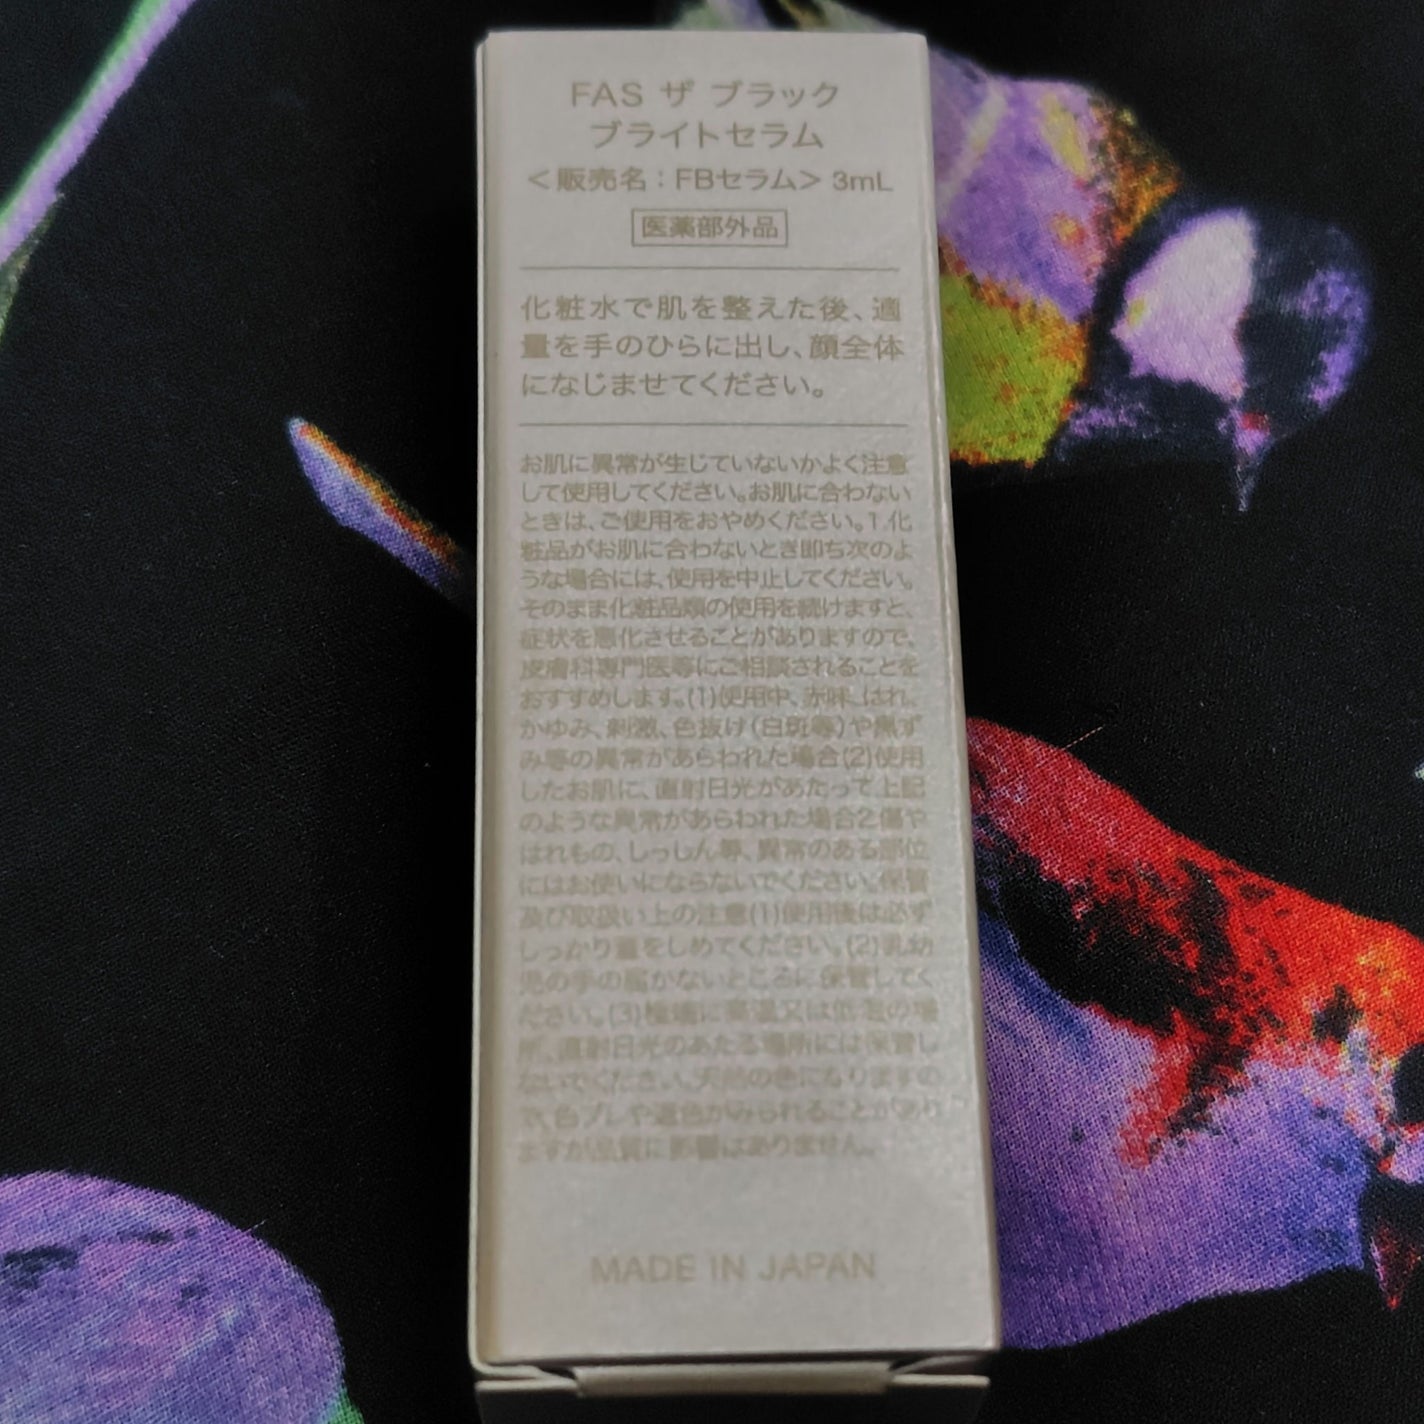 FAS ザ ブラック
ブライトセラム
＜販売名：FBセラム＞ 3mL
医薬部外品
化粧水で肌を整えた後、適
量を手のひらに出し、顔全体
になじませてください。
お肌に異常が生じていないかよく注意
して使用してください。お肌に合わない
ときは、ご使用をおやめください。1.化
粧品がお肌に合わないとき即ち次のよ
うな場合には、使用を中止してください。
そのまま化粧品類の使用を続けますと、
症状を悪化させることがありますので、
皮膚科専門医等にご相談されることを
おすすめします。(1)使用中、赤味、はれ、
かゆみ、刺激、色抜け(白斑等)や黒ず
み等の異常があらわれた場合(2)使用
したお肌に、直射日光があたって上記
のような異常があらわれた場合2.傷や
はれもの、しっしん等、異常のある部位
にはお使いにならないでください。保管
及び取扱い上の注意(1)使用後は必ず
しっかり蓋をしめてください。(2)乳幼
児の手の届かないところに保管してく
ださい。(3)極端に高温又は低温の場
所、直射日光のあたる場所には保管し
ないでください。天然の色になりますの
で、色ブレや退色がみられることがあり
ますが品質に影響はありません。
MADE IN JAPAN